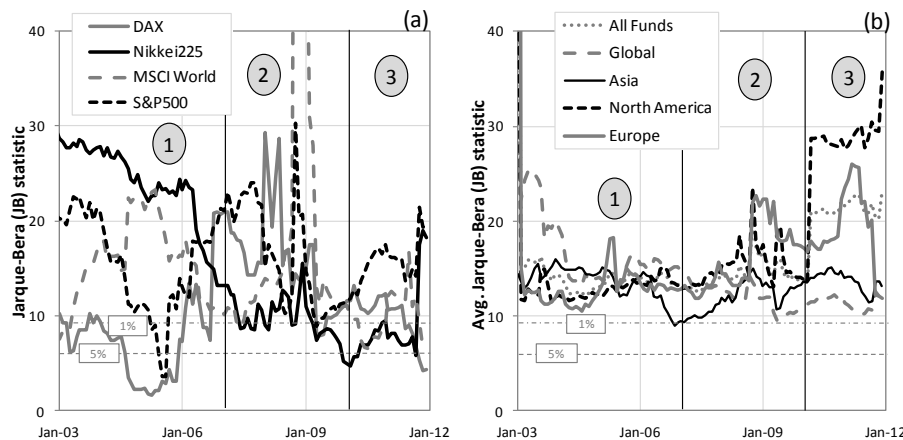 (a)
Jarque-Bera (JB) statistic
40
30
20
10
0
DAX
Nikkei225
MSCI World
S&P500
1
2
3
1%
5%
Jan-03
Jan-06
Jan-09
Jan-12
(b)
Avg. Jarque-Bera (JB) statistic
40
30
20
10
0
All Funds
Global
Asia
North America
Europe
1
2
3
1%
5%
Jan-03
Jan-06
Jan-09
Jan-12